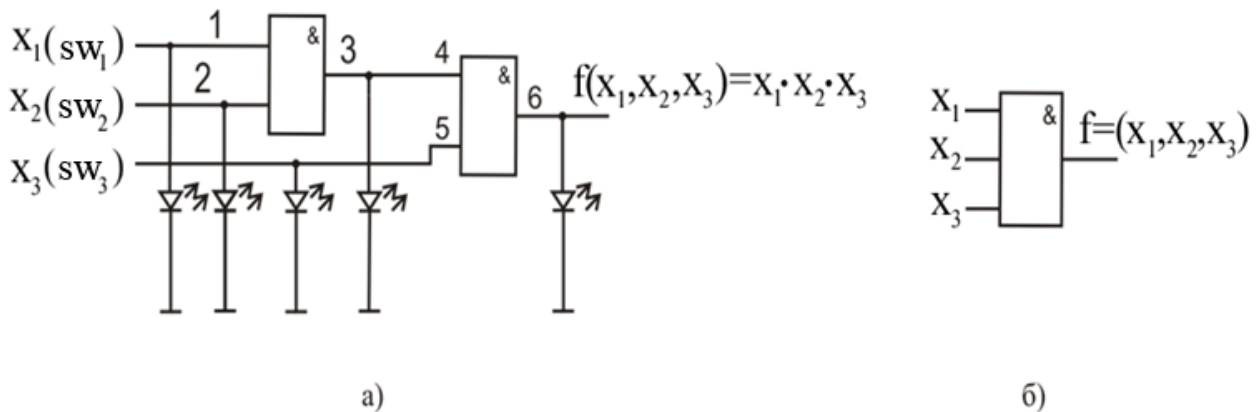 1
&
x₁(sw₁)
3
4
2
&
6
f(x₁,x₂,x₃)=x₁·x₂·x₃
x₂(sw₂)
5
x₃(sw₃)
x₁
&
f=(x₁,x₂,x₃)
x₂
x₃
а)
б)